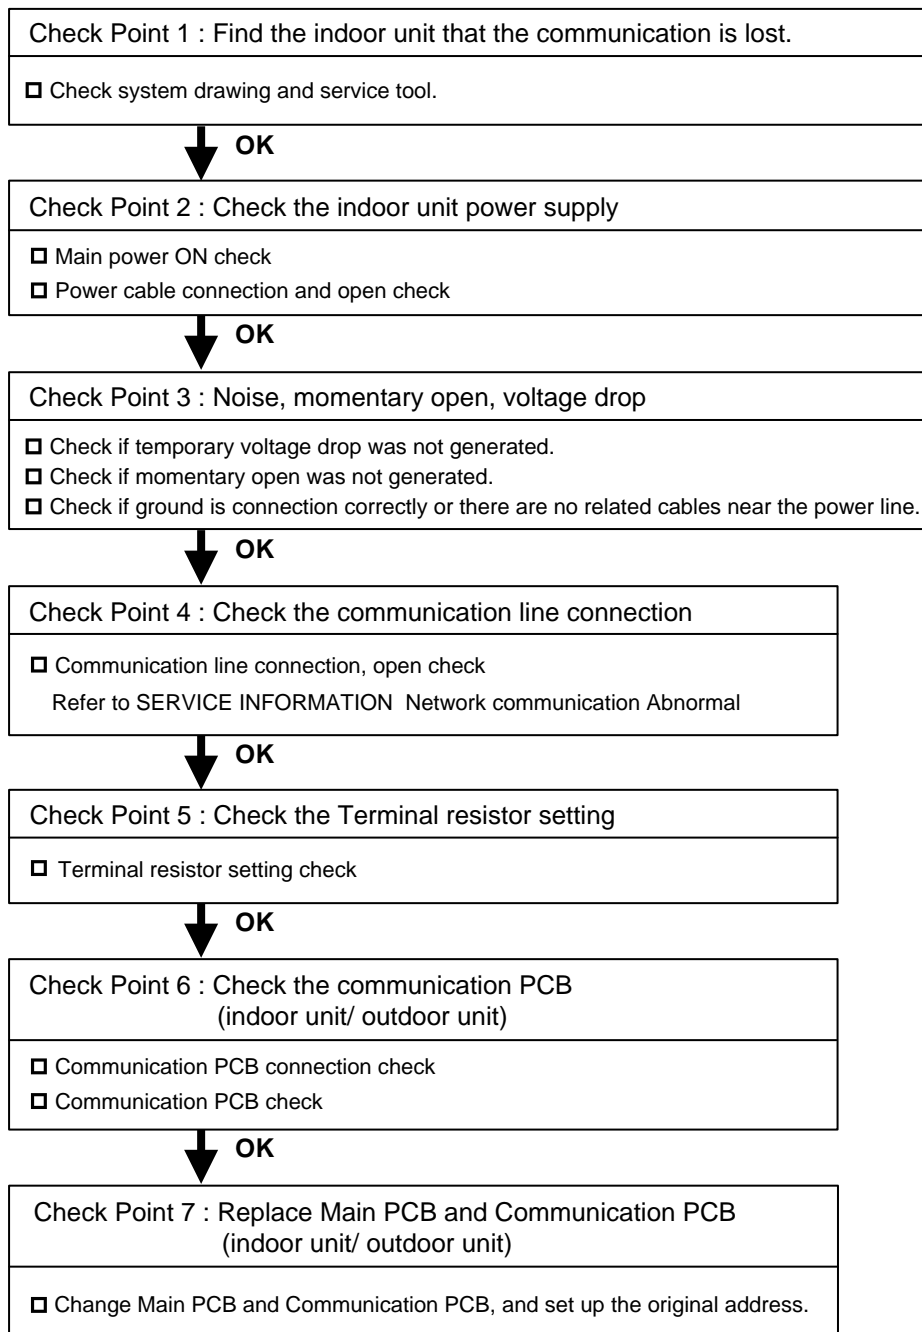 Check Point 1 : Find the indoor unit that the communication is lost.
Check system drawing and service tool.
OK
Check Point 2 : Check the indoor unit power supply
Main power ON check
Power cable connection and open check
OK
Check Point 3 : Noise, momentary open, voltage drop
Check if temporary voltage drop was not generated.
Check if momentary open was not generated.
Check if ground is connection correctly or there are no related cables near the power line.
OK
Check Point 4 : Check the communication line connection
Communication line connection, open check
Refer to SERVICE INFORMATION Network communication Abnormal
OK
Check Point 5 : Check the Terminal resistor setting
Terminal resistor setting check
OK
Check Point 6 : Check the communication PCB
(indoor unit/ outdoor unit)
Communication PCB connection check
Communication PCB check
OK
Check Point 7 : Replace Main PCB and Communication PCB
(indoor unit/ outdoor unit)
Change Main PCB and Communication PCB, and set up the original address.